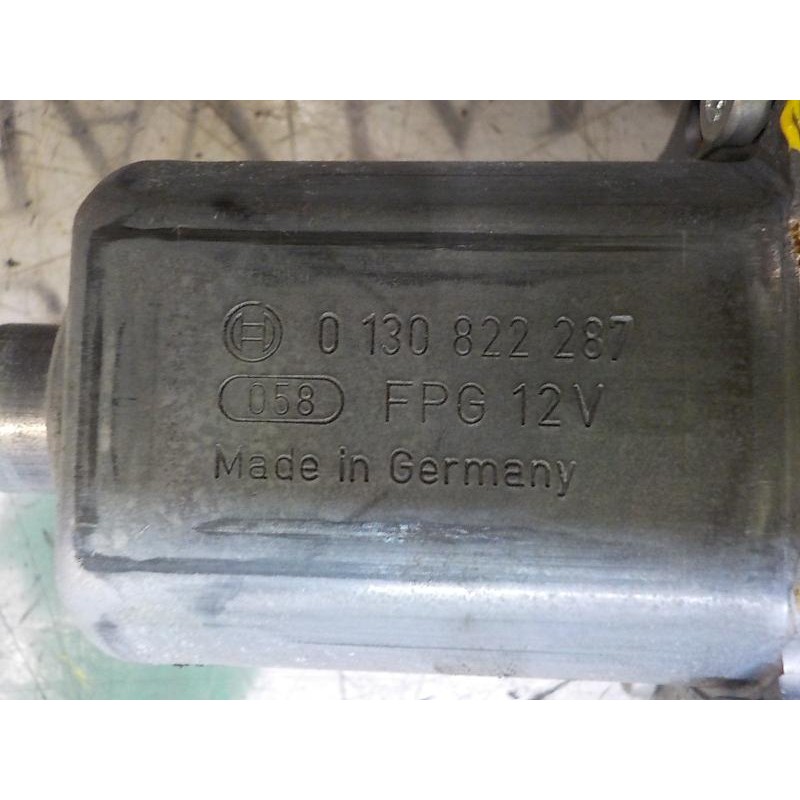 0 130 822 287
058 FPG 12V
Made in Germany